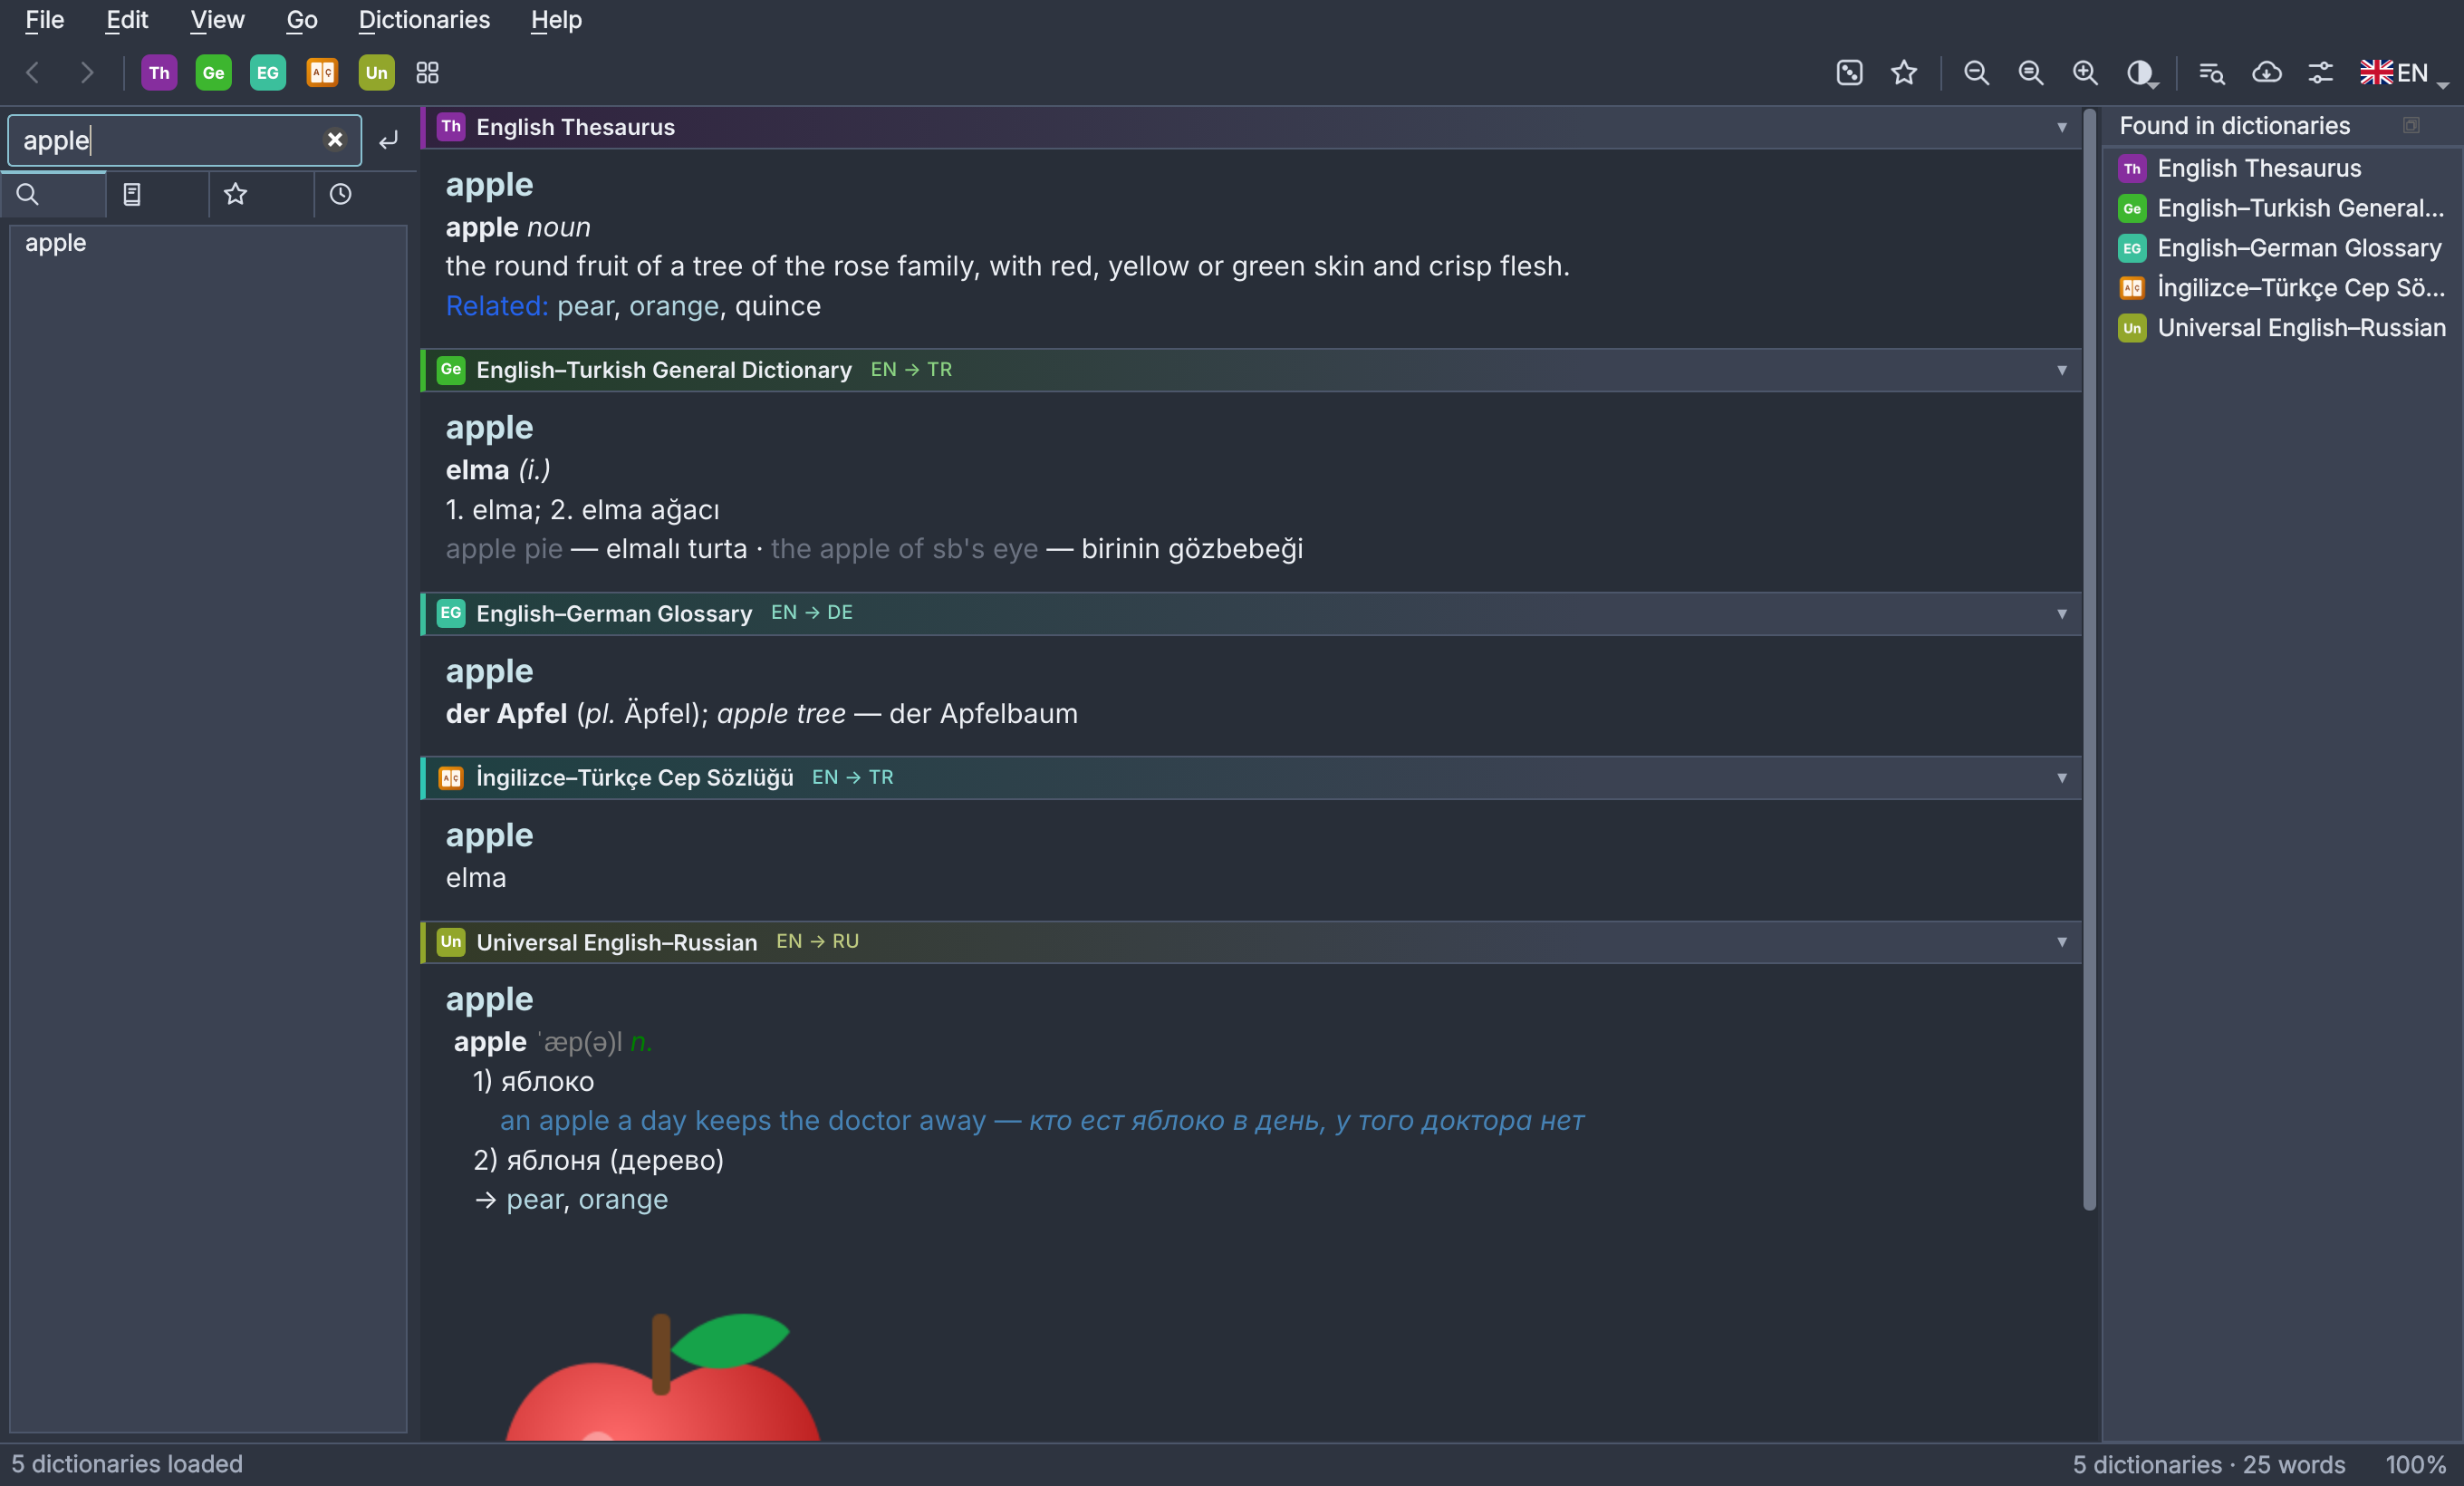 File Edit View Go Dictionaries Help
Th Ge EG A Ç Un EN
apple
apple
Th English Thesaurus
apple
apple noun
the round fruit of a tree of the rose family, with red, yellow or green skin and crisp flesh.
Related: pear, orange, quince
Ge English–Turkish General Dictionary EN → TR
apple
elma (i.)
1. elma; 2. elma ağacı
apple pie — elmalı turta · the apple of sb's eye — birinin gözbebeği
EG English–German Glossary EN → DE
apple
der Apfel (pl. Äpfel); apple tree — der Apfelbaum
A Ç İngilizce–Türkçe Cep Sözlüğü EN → TR
apple
elma
Un Universal English–Russian EN → RU
apple
apple ˈæp(ə)l n.
1) яблоко
an apple a day keeps the doctor away — кто ест яблоко в день, у того доктора нет
2) яблоня (дерево)
→ pear, orange
Found in dictionaries
Th English Thesaurus
Ge English–Turkish General...
EG English–German Glossary
A Ç İngilizce–Türkçe Cep Sö...
Un Universal English–Russian
5 dictionaries loaded
5 dictionaries · 25 words 100%